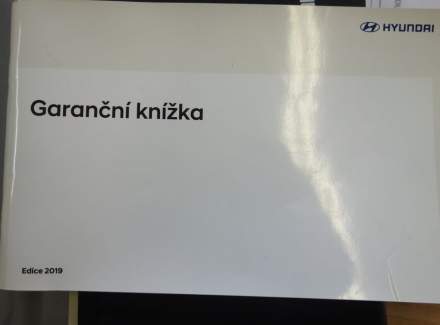 HYUNDAI
Garanční knížka
Edice 2019